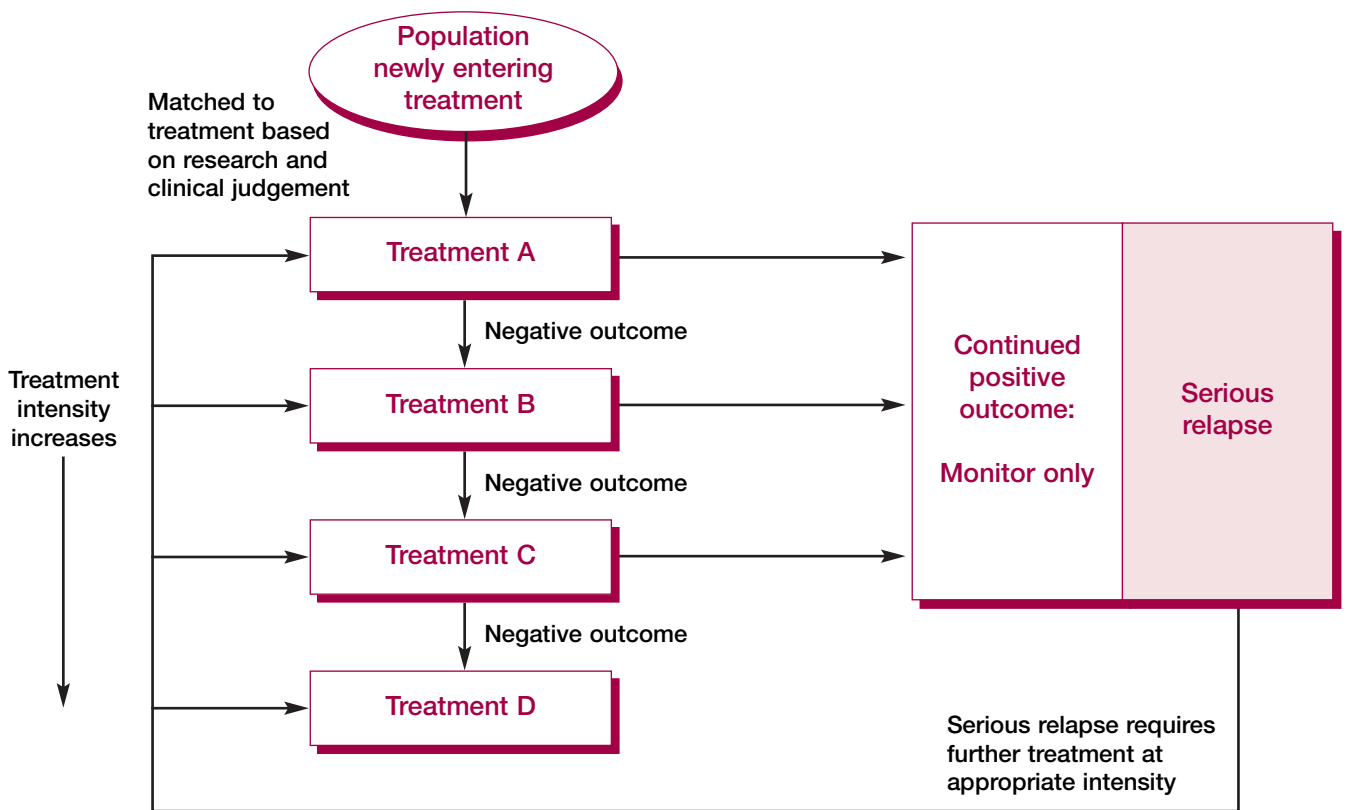 Population
newly entering
treatment
Matched to
treatment based
on research and
clinical judgement
Treatment A
Negative outcome
Treatment

intensity
increases
Treatment B
Continued
positive
outcome:
Monitor only
Serious
relapse
Negative outcome
Treatment C
Negative outcome
Treatment D
Serious relapse requires
further treatment at
appropriate intensity